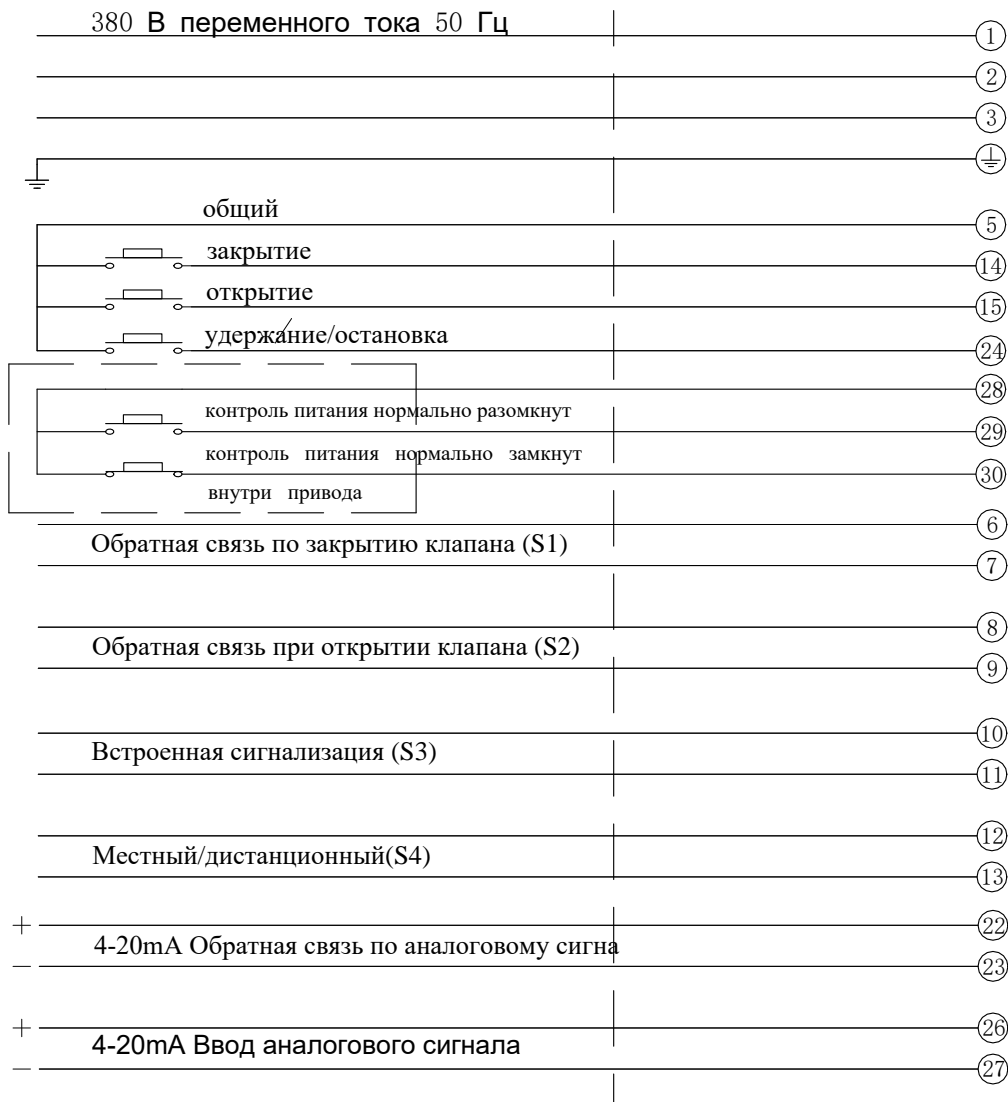 380 В переменного тока 50 Гц
1
2
3
общий
5
закрытие
14
открытие
15
удержание/остановка
24
28
контроль питания нормально разомкнут
29
контроль питания нормально замкнут
30
внутри привода
6
Обратная связь по закрытию клапана (S1)
7
8
Обратная связь при открытии клапана (S2)
9
10
Встроенная сигнализация (S3)
11
12
Местный/дистанционный(S4)
13
+
22
4-20mA Обратная связь по аналоговому сигна
−
23
+
26
4-20mA Ввод аналогового сигнала
−
27